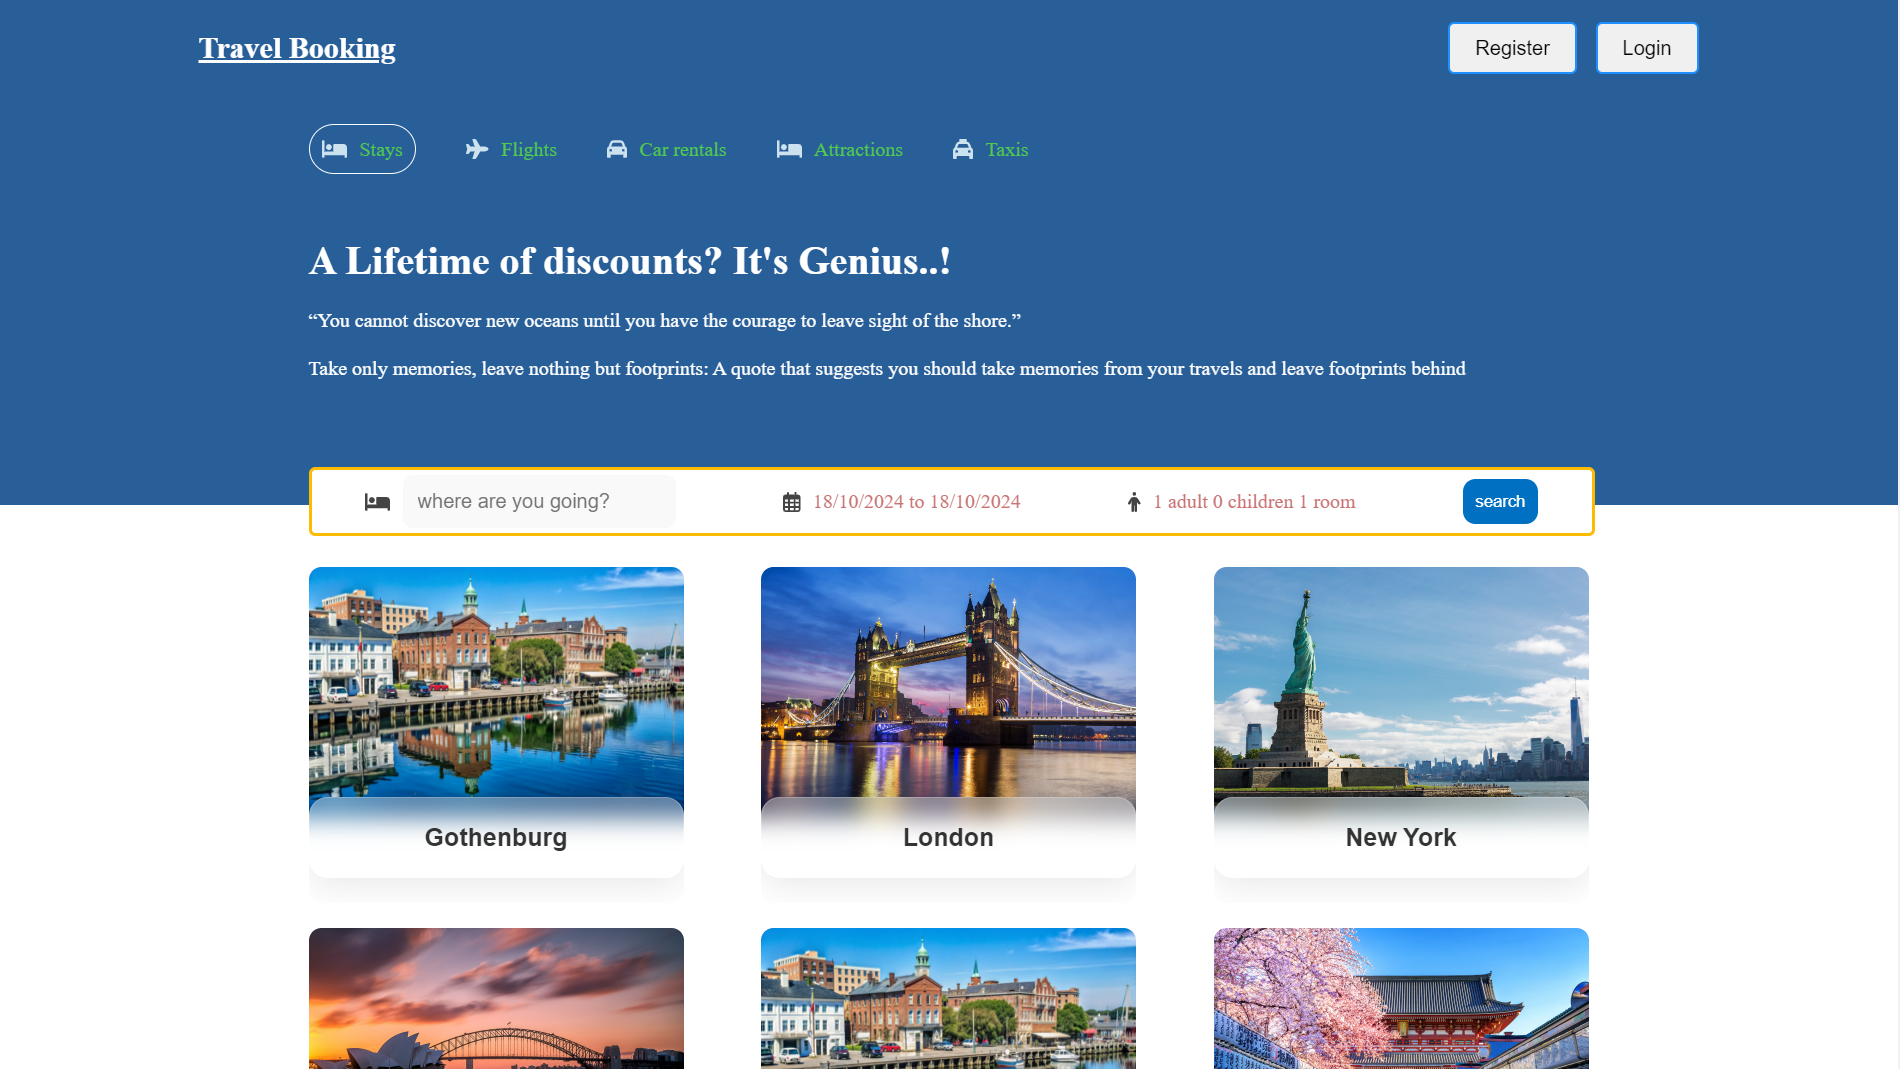 Travel Booking
Register
Login
Stays
Flights
Car rentals
Attractions
Taxis
A Lifetime of discounts? It's Genius..!
“You cannot discover new oceans until you have the courage to leave sight of the shore.”
Take only memories, leave nothing but footprints: A quote that suggests you should take memories from your travels and leave footprints behind
where are you going?
18/10/2024 to 18/10/2024
1 adult 0 children 1 room
search
Gothenburg
London
New York